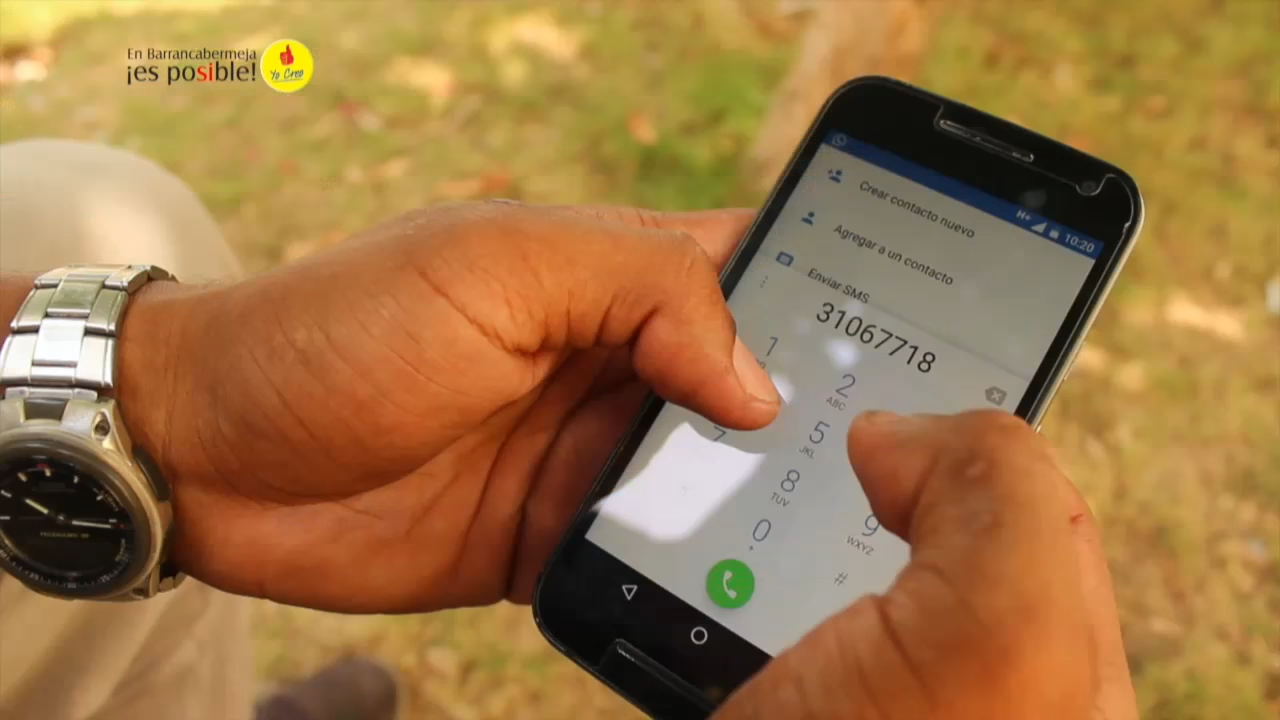 En Barrancabermeja
¡es posible!
Yo Creo
H+ 10:20
Crear contacto nuevo
Agregar a un contacto
Enviar SMS
31067718
1
2
ABC
5
JKL
7
8
TUV
9
WXYZ
0
+
#